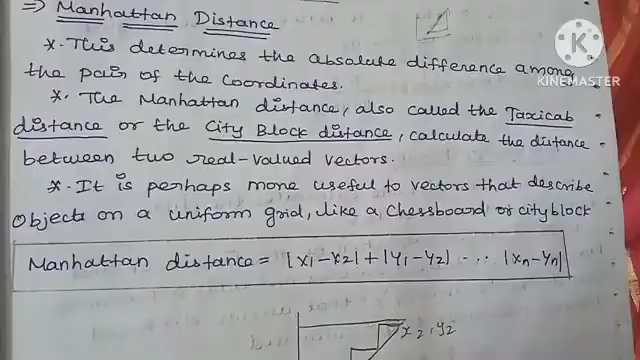 ⇒ Manhattan Distance
*. This determines the absolute difference among
the pair of the coordinates.
*. The Manhattan distance, also called the Taxicab
distance or the City Block distance, calculate the distance
between two real-valued vectors.
*. It is perhaps more useful to vectors that describe
Objects on a uniform grid, like a chessboard or cityblock
Manhattan distance = |x1 - x2| + |y1 - y2| ... |xn - yn|
x2, y2
K
KINEMASTER